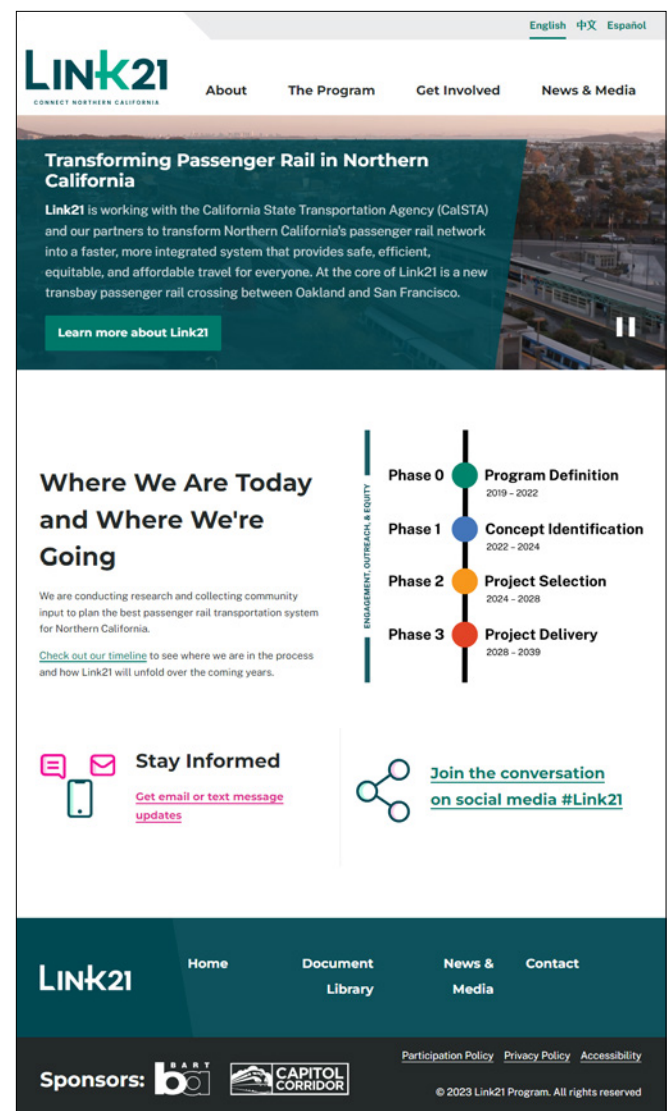 English 中文 Español
LINK21
CONNECT NORTHERN CALIFORNIA
About The Program Get Involved News & Media
Transforming Passenger Rail in Northern
California
Link21 is working with the California State Transportation Agency (CalSTA)
and our partners to transform Northern California's passenger rail network
into a faster, more integrated system that provides safe, efficient,
equitable, and affordable travel for everyone. At the core of Link21 is a new
transbay passenger rail crossing between Oakland and San Francisco.
Learn more about Link21
Where We Are Today
and Where We're
Going
We are conducting research and collecting community
input to plan the best passenger rail transportation system
for Northern California.
Check out our timeline to see where we are in the process
and how Link21 will unfold over the coming years.
ENGAGEMENT, OUTREACH, & EQUITY
Phase 0 Program Definition
2019 - 2022
Phase 1 Concept Identification
2022 - 2024
Phase 2 Project Selection
2024 - 2028
Phase 3 Project Delivery
2028 - 2039
Stay Informed
Get email or text message
updates
Join the conversation
on social media #Link21
LINK21
Home Document News & Contact
Library Media
Participation Policy Privacy Policy Accessibility
Sponsors: BART ba CAPITOL
CORRIDOR
© 2023 Link21 Program. All rights reserved